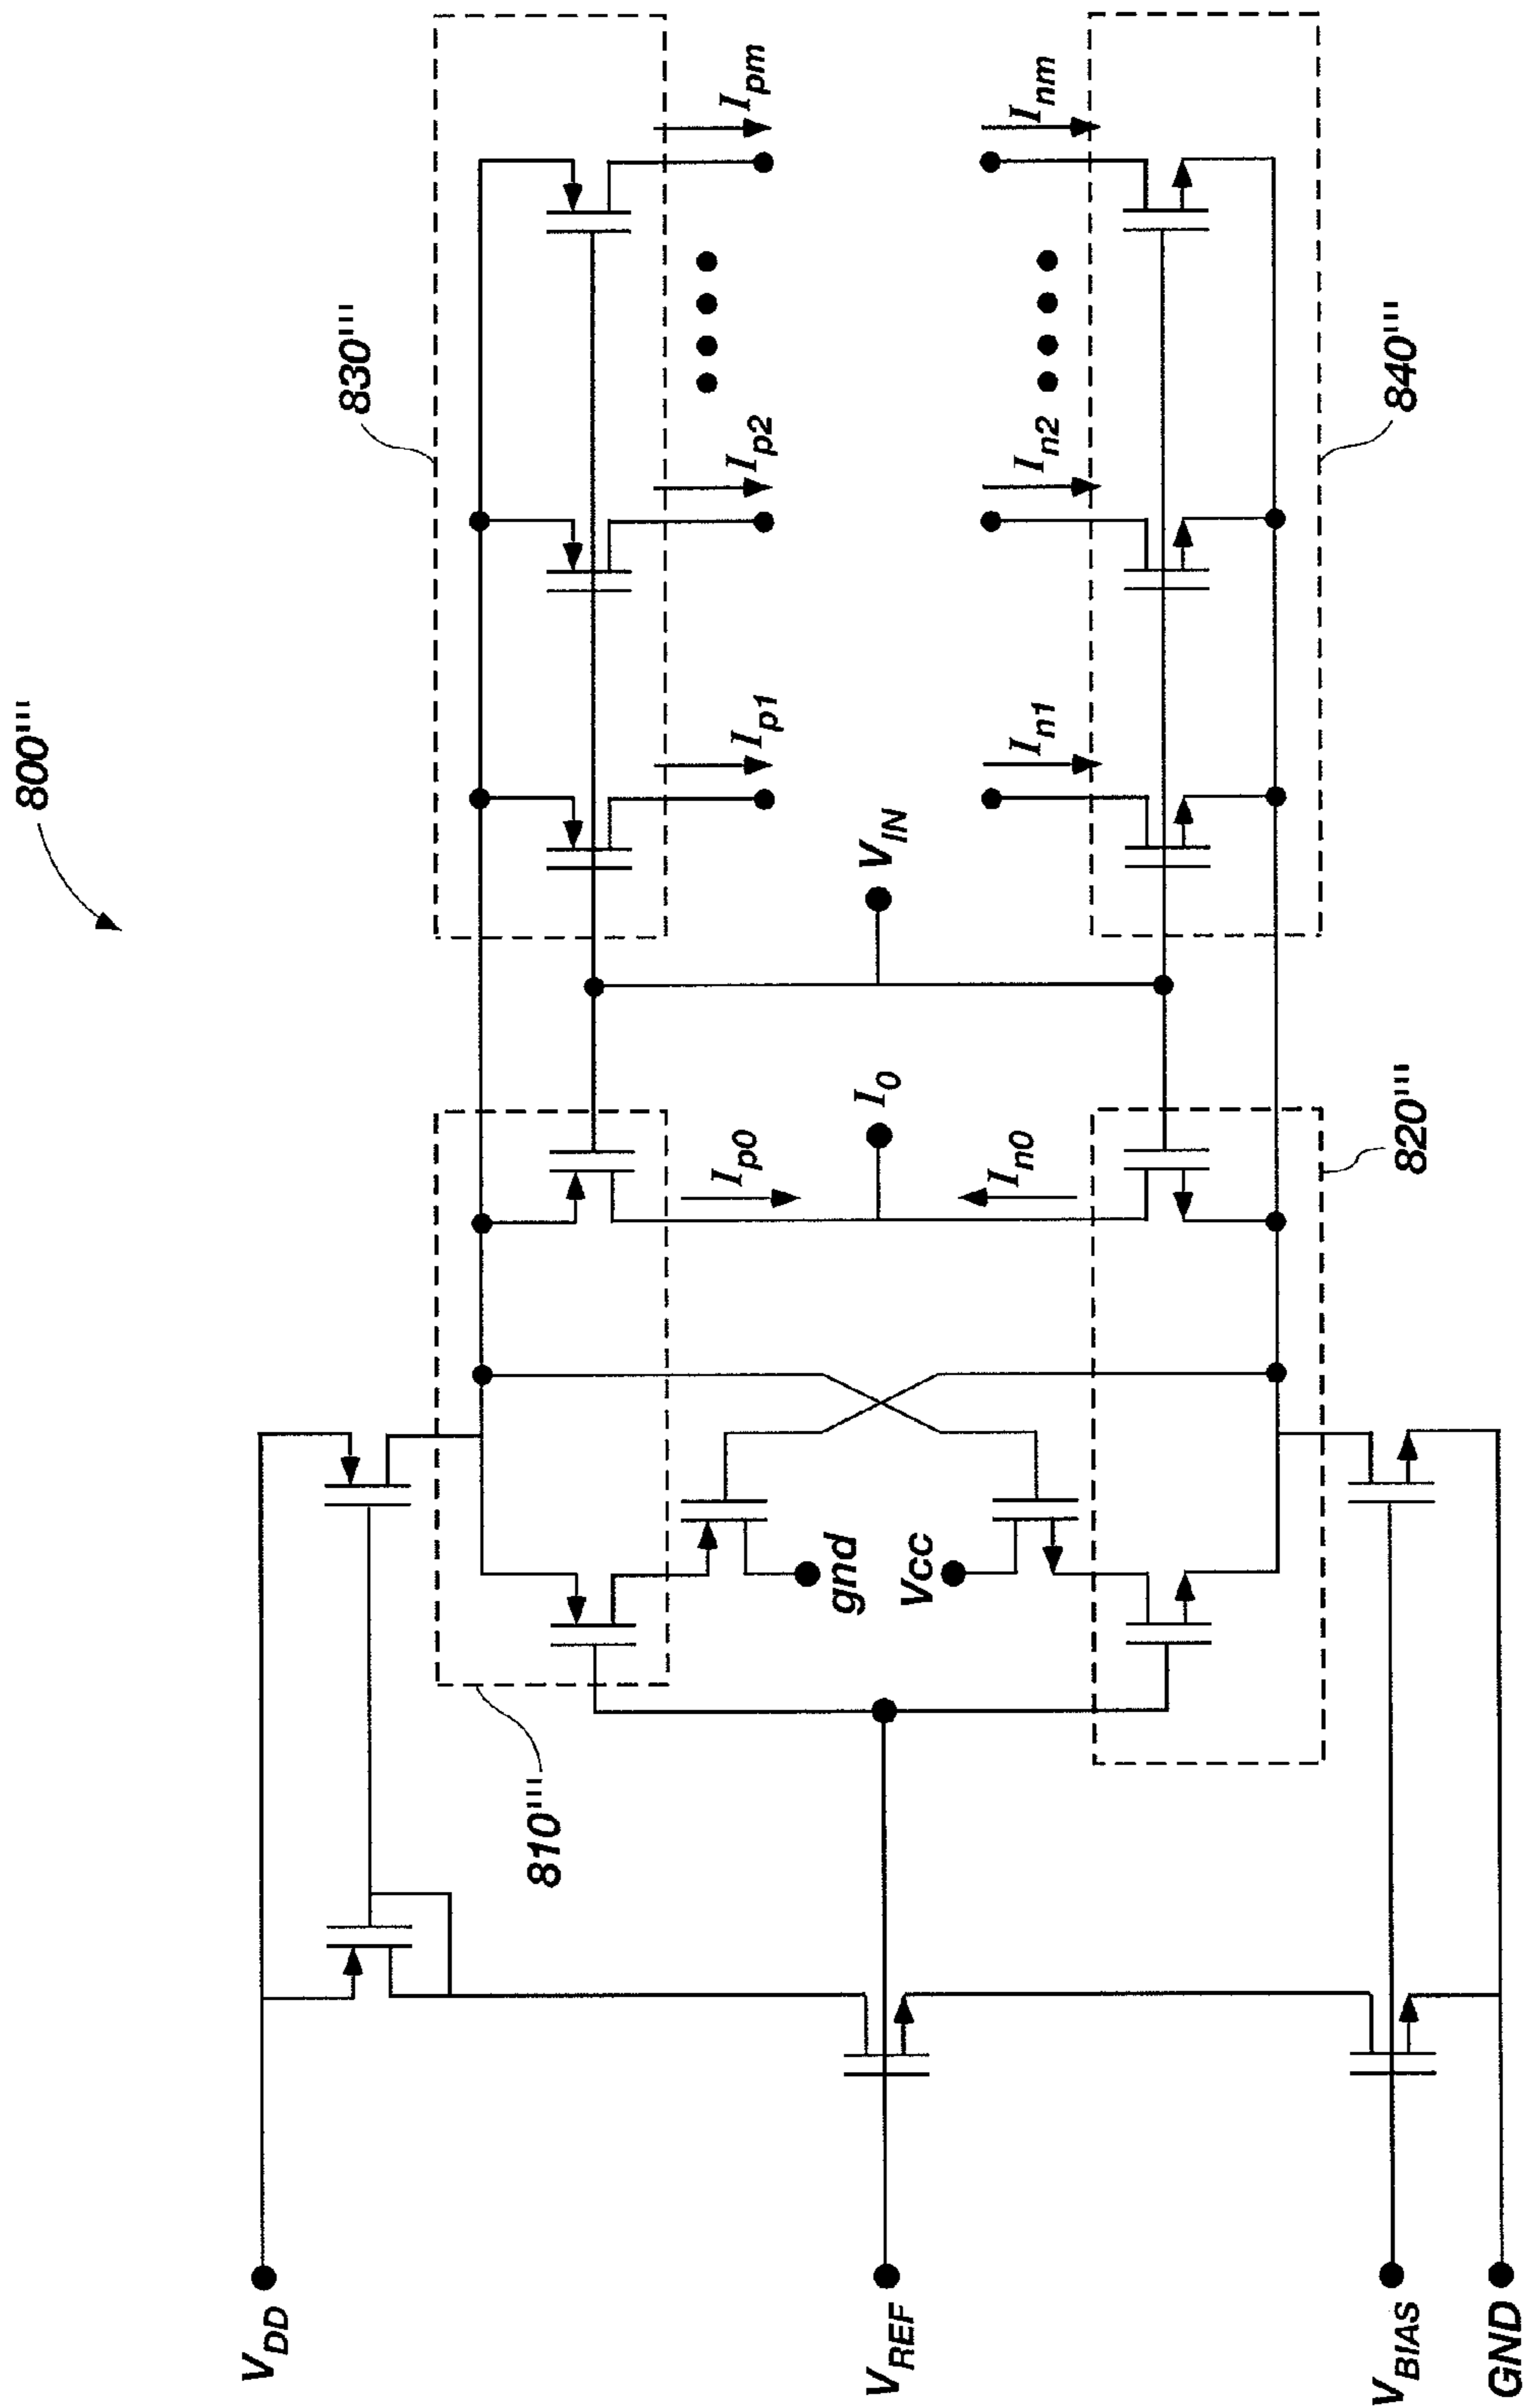 800''''
830''''
I_pm
I_p2
I_p1
I_nm
I_n2
I_n1
840''''
V_IN
I_0
I_p0
I_n0
820''''
gnd
Vcc
810''''
V_DD
V_REF
V_BIAS
GND